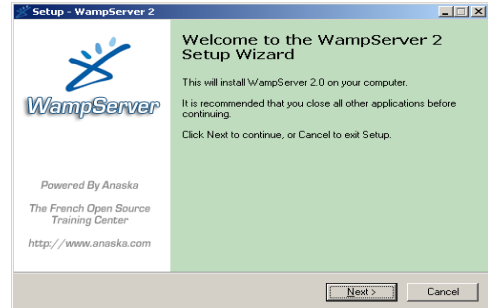 Setup - WampServer 2
Welcome to the WampServer 2
Setup Wizard
This will install WampServer 2.0 on your computer.
It is recommended that you close all other applications before
continuing.
Click Next to continue, or Cancel to exit Setup.
WampServer
Powered By Anaska
The French Open Source
Training Center
http://www.anaska.com
Next >
Cancel